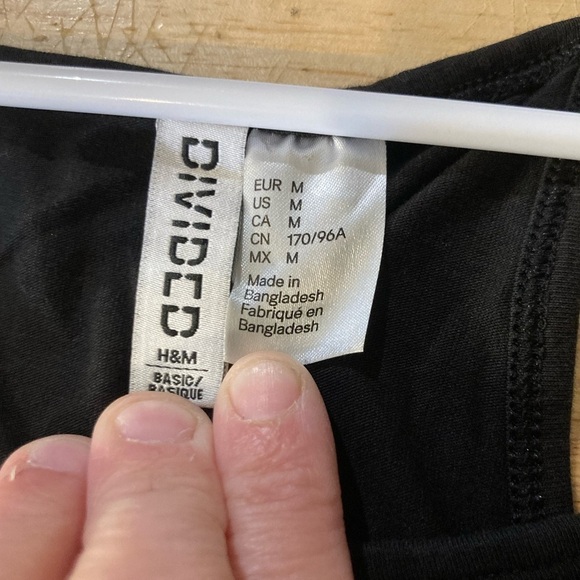 DIVIDED
H&M
BASIC/
BASIQUE
EUR M
US M
CA M
CN 170/96A
MX M
Made in
Bangladesh
Fabriqué en
Bangladesh